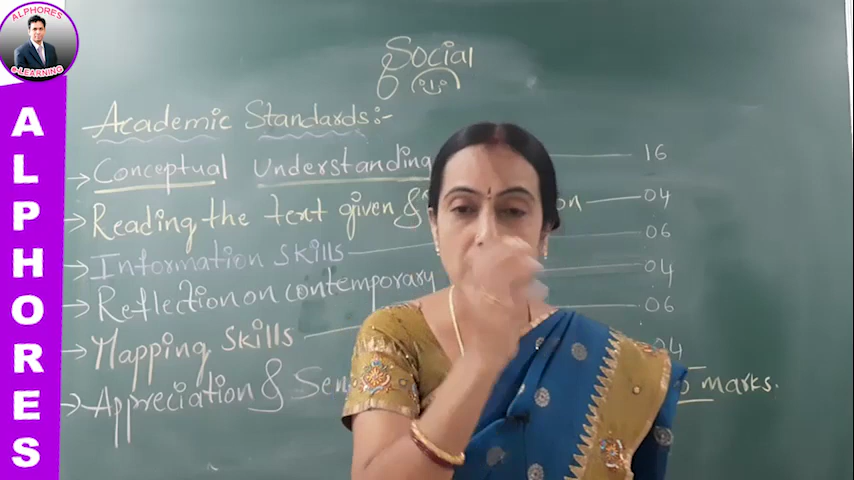 ALPHORES
e-LEARNING
ALPHORES
Social
Academic Standards:-
→ Conceptual Understanding — 16
→ Reading the text given & on — 04
→ Information skills — 06
→ Reflection on contemporary — 04
→ Mapping skills — 06
→ Appreciation & Sen 04
marks.